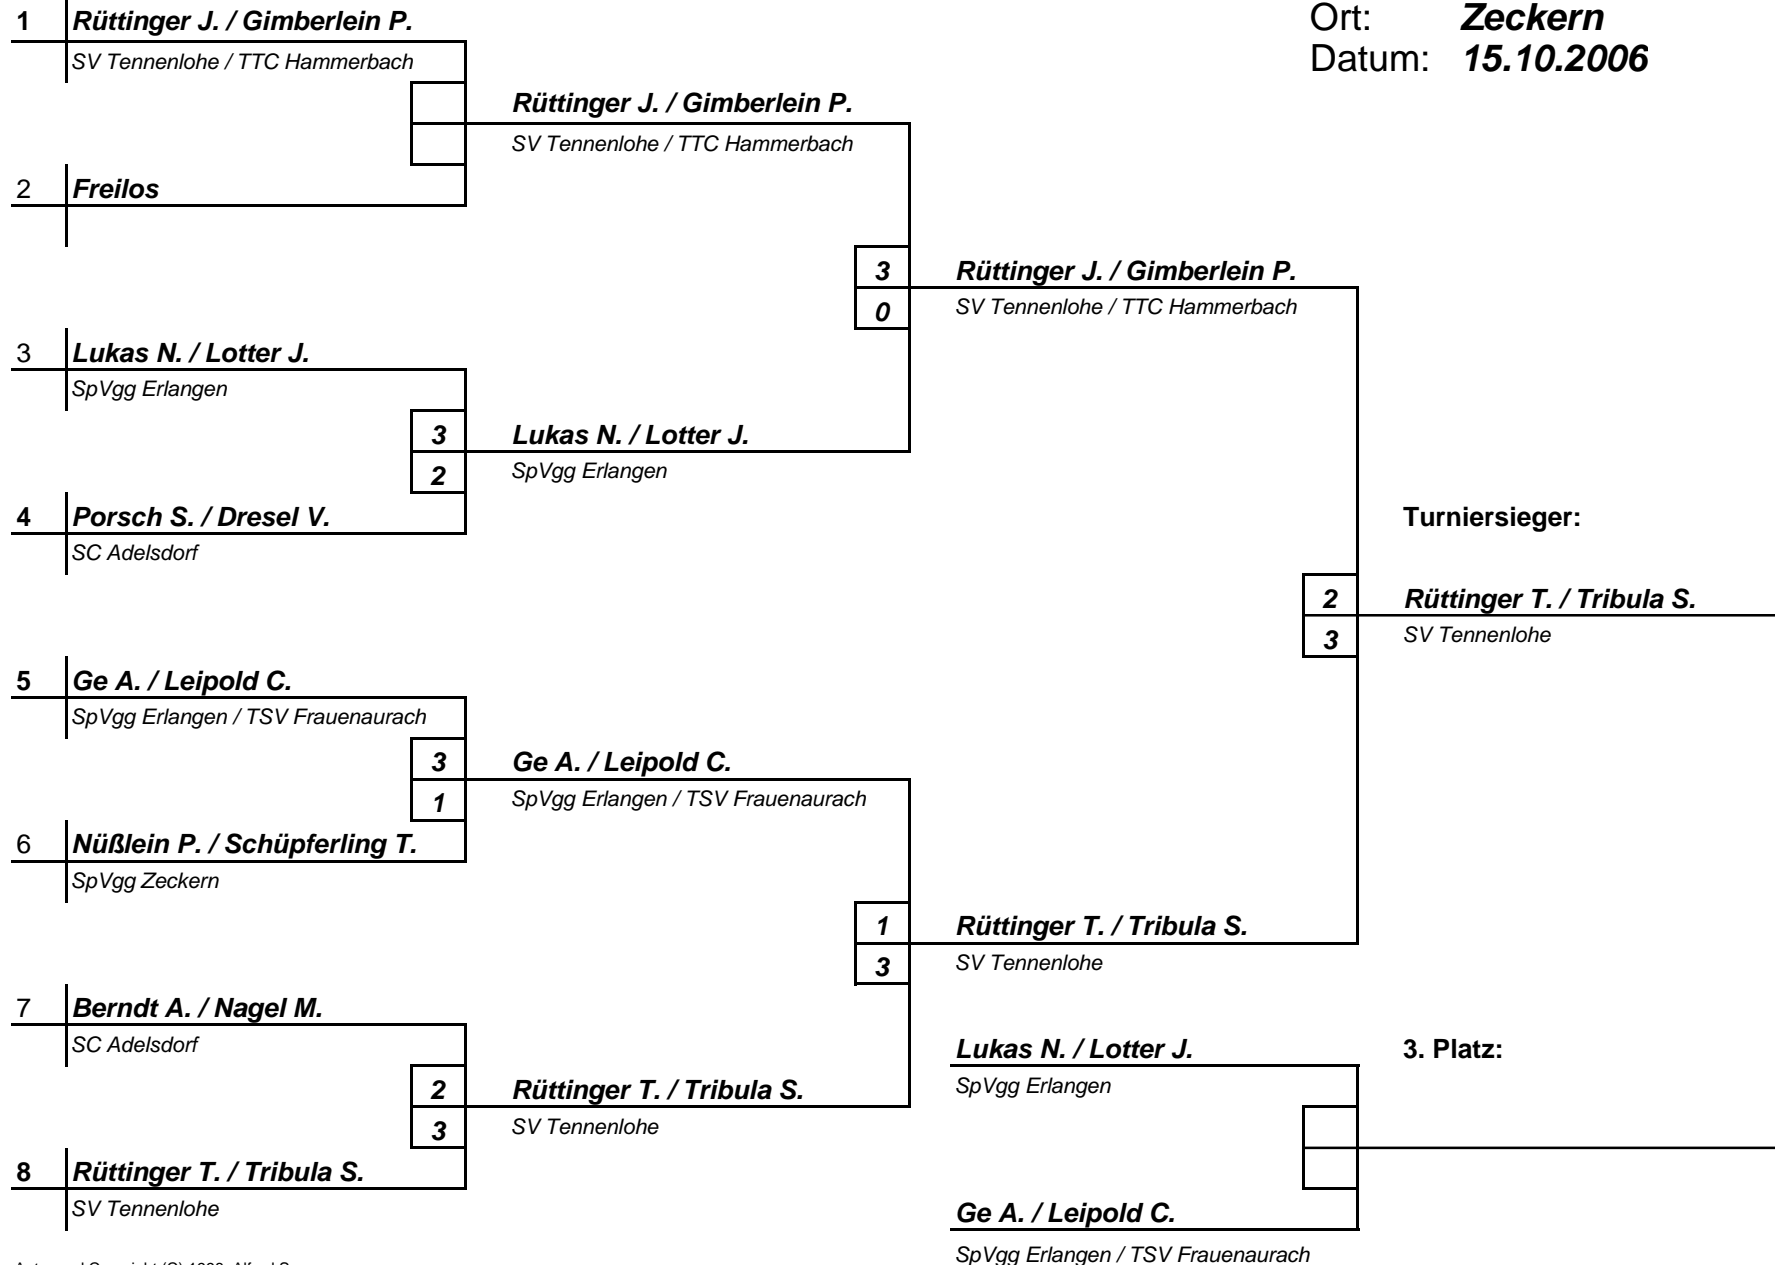 1 Rüttinger J. / Gimberlein P.
SV Tennenlohe / TTC Hammerbach
Ort: Zeckern
Datum: 15.10.2006
Rüttinger J. / Gimberlein P.
SV Tennenlohe / TTC Hammerbach
2 Freilos
3 Rüttinger J. / Gimberlein P.
0 SV Tennenlohe / TTC Hammerbach
3 Lukas N. / Lotter J.
SpVgg Erlangen
3 Lukas N. / Lotter J.
2 SpVgg Erlangen
4 Porsch S. / Dresel V.
SC Adelsdorf
Turniersieger:
2 Rüttinger T. / Tribula S.
3 SV Tennenlohe
5 Ge A. / Leipold C.
SpVgg Erlangen / TSV Frauenaurach
3 Ge A. / Leipold C.
1 SpVgg Erlangen / TSV Frauenaurach
6 Nüßlein P. / Schüpferling T.
SpVgg Zeckern
1 Rüttinger T. / Tribula S.
3 SV Tennenlohe
7 Berndt A. / Nagel M.
SC Adelsdorf
2 Rüttinger T. / Tribula S.
3 SV Tennenlohe
8 Rüttinger T. / Tribula S.
SV Tennenlohe
Lukas N. / Lotter J.
SpVgg Erlangen
3. Platz:
Ge A. / Leipold C.
SpVgg Erlangen / TSV Frauenaurach